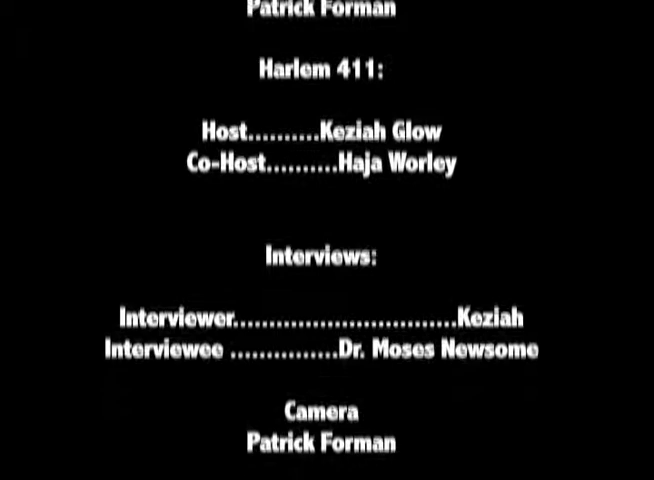 Patrick Forman
Harlem 411:
Host..........Keziah Glow
Co-Host..........Haja Worley
Interviews:
Interviewer...............................Keziah
Interviewee ...............Dr. Moses Newsome
Camera
Patrick Forman